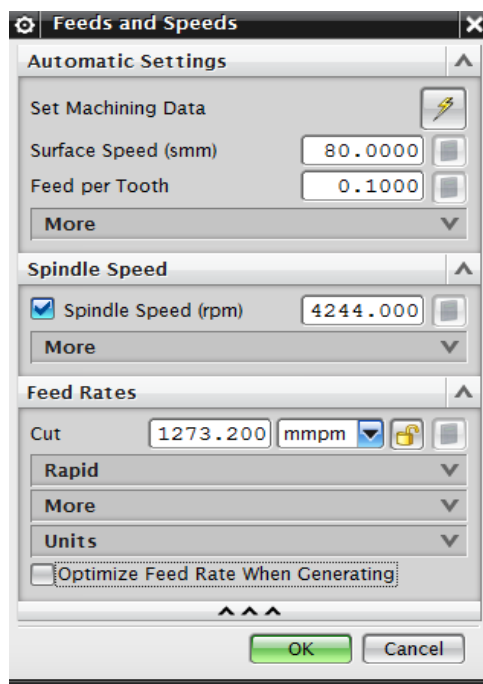 Feeds and Speeds
Automatic Settings
Set Machining Data
Surface Speed (smm) 80.0000
Feed per Tooth 0.1000
More
Spindle Speed
Spindle Speed (rpm) 4244.000
More
Feed Rates
Cut 1273.200 mmpm
Rapid
More
Units
Optimize Feed Rate When Generating
OK Cancel